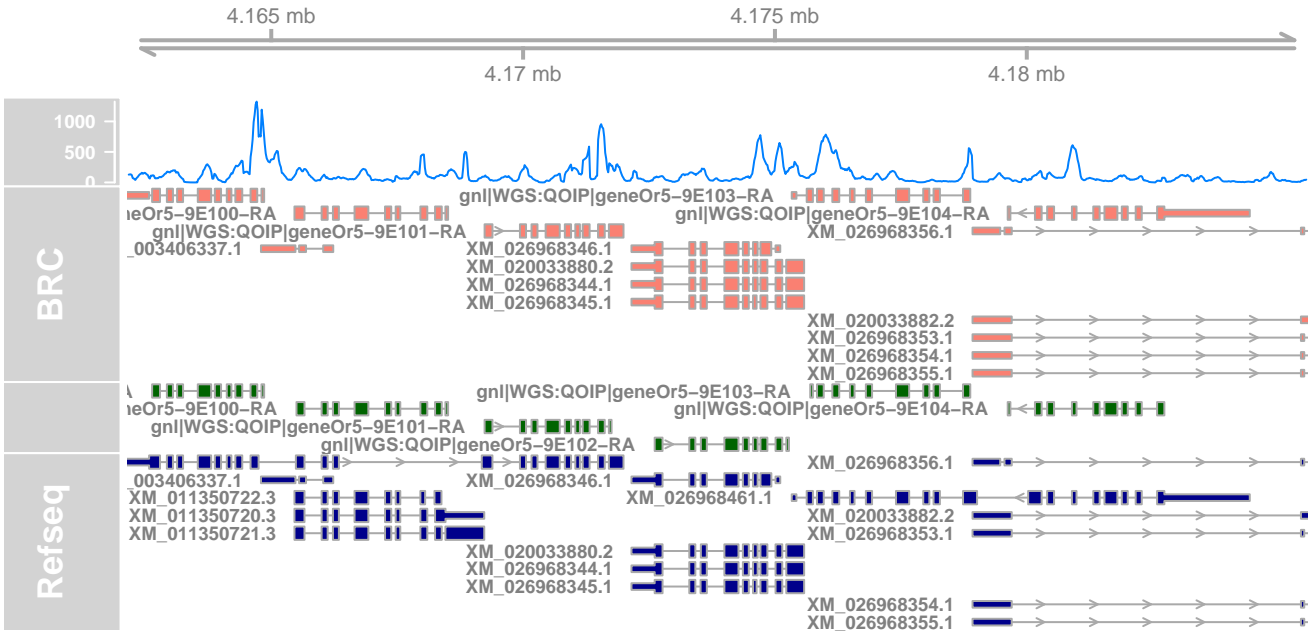 4.165 mb 4.175 mb
4.17 mb 4.18 mb
1000
500
0
BRC
gnl|WGS:QOIP|geneOr5−9E103−RA
neOr5−9E100−RA gnl|WGS:QOIP|geneOr5−9E104−RA
gnl|WGS:QOIP|geneOr5−9E101−RA XM_026968356.1
_003406337.1 XM_026968346.1
XM_020033880.2
XM_026968344.1
XM_026968345.1
XM_020033882.2
XM_026968353.1
XM_026968354.1
XM_026968355.1
A gnl|WGS:QOIP|geneOr5−9E103−RA
neOr5−9E100−RA gnl|WGS:QOIP|geneOr5−9E104−RA
gnl|WGS:QOIP|geneOr5−9E101−RA
gnl|WGS:QOIP|geneOr5−9E102−RA
Refseq
XM_026968356.1
_003406337.1 XM_026968346.1
XM_011350722.3 XM_026968461.1
XM_011350720.3 XM_020033882.2
XM_011350721.3 XM_026968353.1
XM_020033880.2
XM_026968344.1
XM_026968345.1
XM_026968354.1
XM_026968355.1